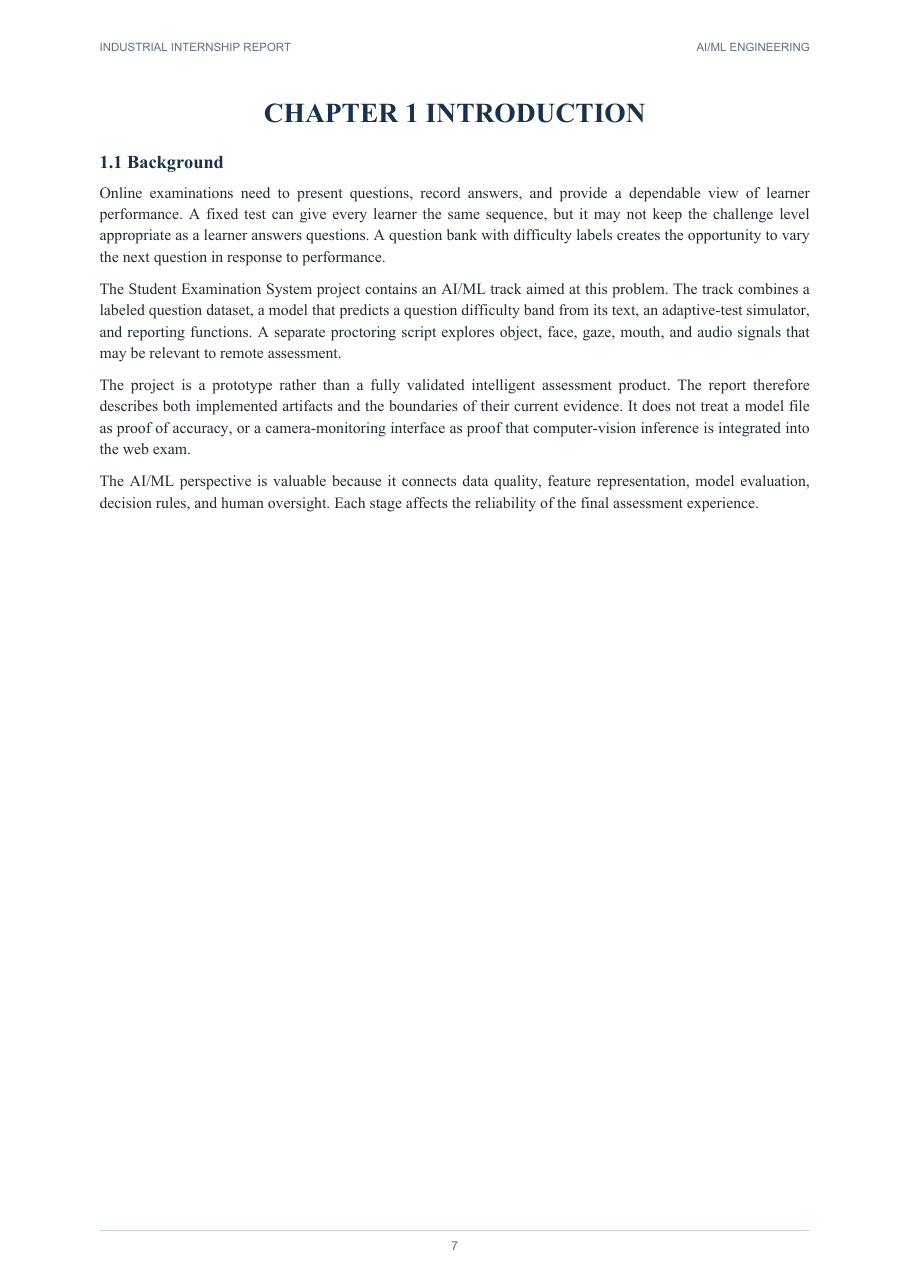 INDUSTRIAL INTERNSHIP REPORT
AI/ML ENGINEERING
CHAPTER 1 INTRODUCTION
1.1 Background
Online examinations need to present questions, record answers, and provide a dependable view of learner
performance. A fixed test can give every learner the same sequence, but it may not keep the challenge level
appropriate as a learner answers questions. A question bank with difficulty labels creates the opportunity to vary
the next question in response to performance.
The Student Examination System project contains an AI/ML track aimed at this problem. The track combines a
labeled question dataset, a model that predicts a question difficulty band from its text, an adaptive-test simulator,
and reporting functions. A separate proctoring script explores object, face, gaze, mouth, and audio signals that
may be relevant to remote assessment.
The project is a prototype rather than a fully validated intelligent assessment product. The report therefore
describes both implemented artifacts and the boundaries of their current evidence. It does not treat a model file
as proof of accuracy, or a camera-monitoring interface as proof that computer-vision inference is integrated into
the web exam.
The AI/ML perspective is valuable because it connects data quality, feature representation, model evaluation,
decision rules, and human oversight. Each stage affects the reliability of the final assessment experience.
7